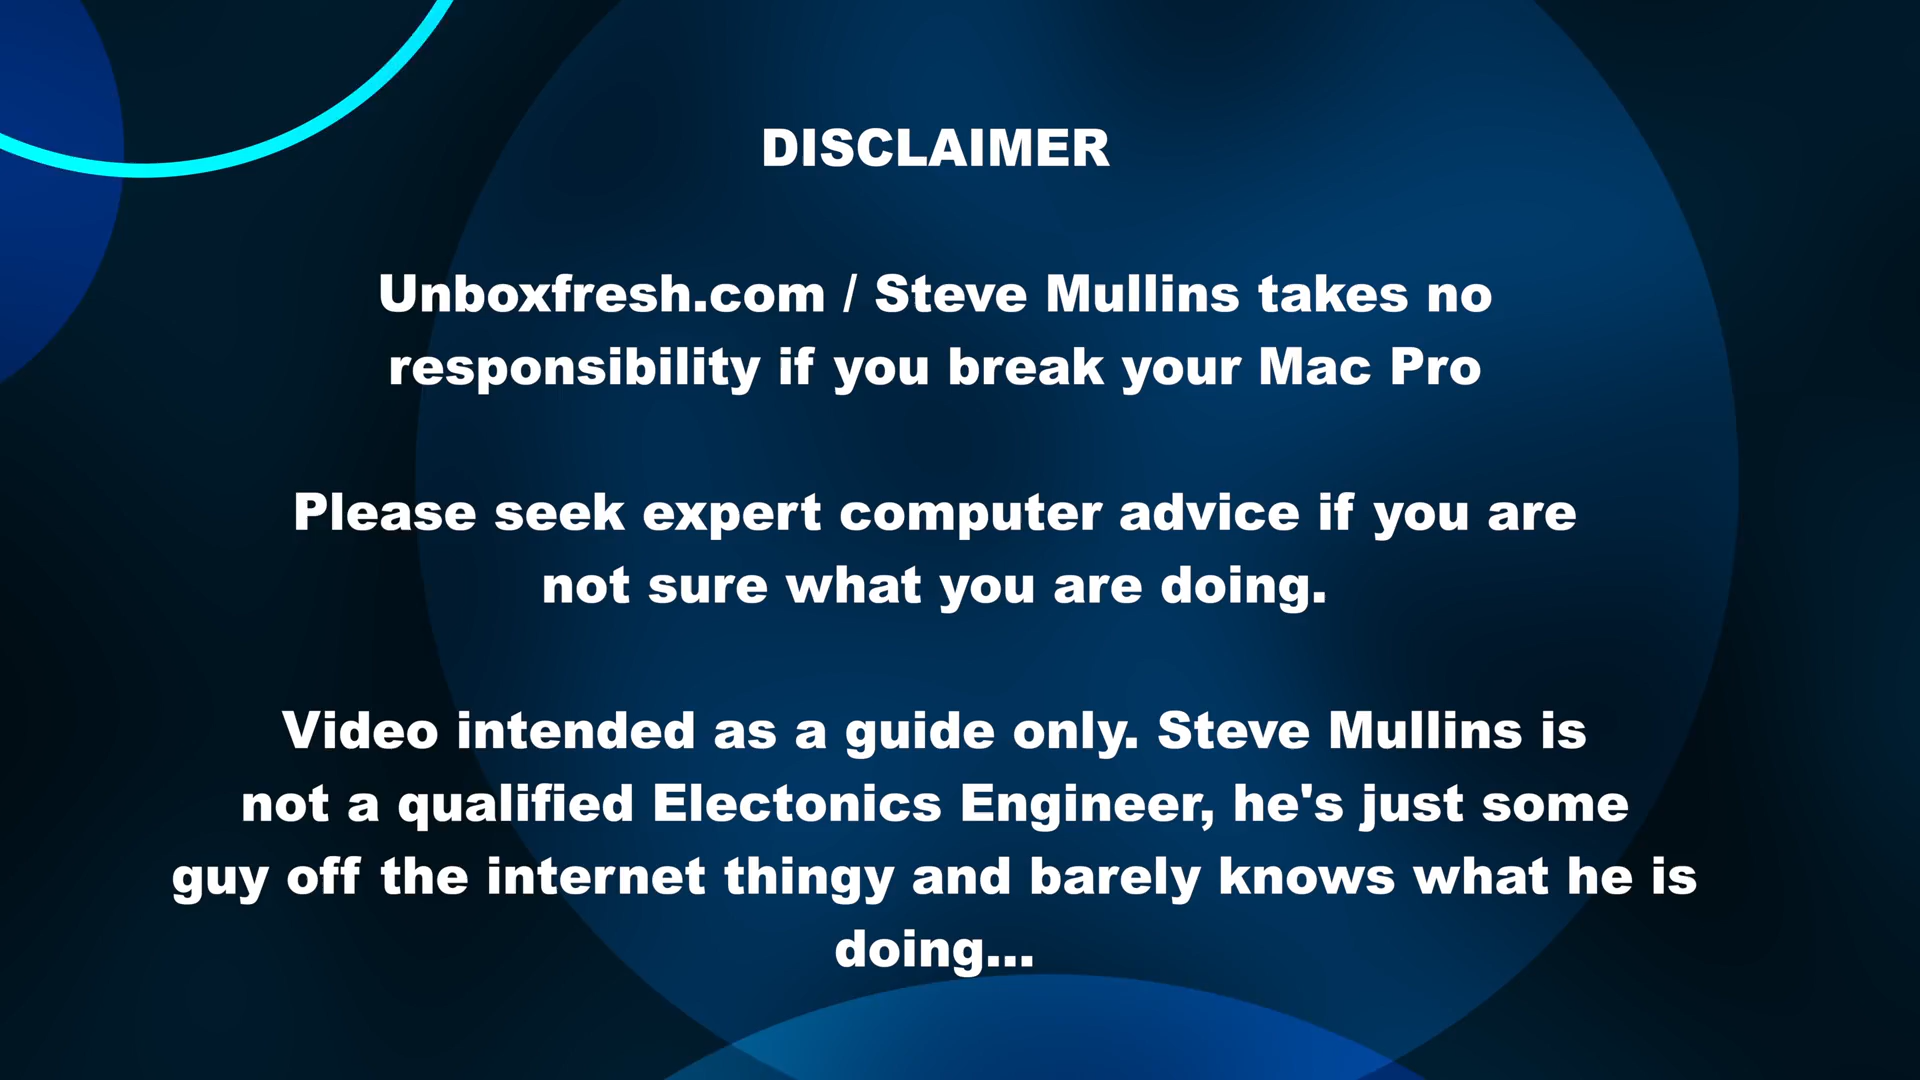 DISCLAIMER
Unboxfresh.com / Steve Mullins takes no
responsibility if you break your Mac Pro
Please seek expert computer advice if you are
not sure what you are doing.
Video intended as a guide only. Steve Mullins is
not a qualified Electonics Engineer, he's just some
guy off the internet thingy and barely knows what he is
doing...